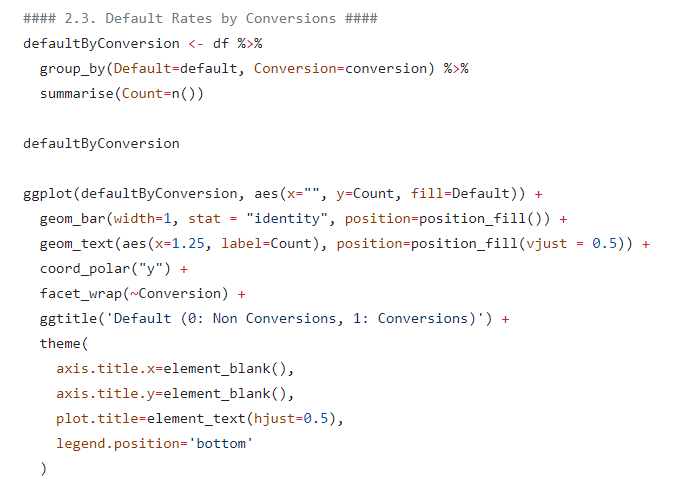 #### 2.3. Default Rates by Conversions ####
defaultByConversion <- df %>%
  group_by(Default=default, Conversion=conversion) %>%
  summarise(Count=n())

defaultByConversion

ggplot(defaultByConversion, aes(x="", y=Count, fill=Default)) +
  geom_bar(width=1, stat = "identity", position=position_fill()) +
  geom_text(aes(x=1.25, label=Count), position=position_fill(vjust = 0.5)) +
  coord_polar("y") +
  facet_wrap(~Conversion) +
  ggtitle('Default (0: Non Conversions, 1: Conversions)') +
  theme(
    axis.title.x=element_blank(),
    axis.title.y=element_blank(),
    plot.title=element_text(hjust=0.5),
    legend.position='bottom'
  )